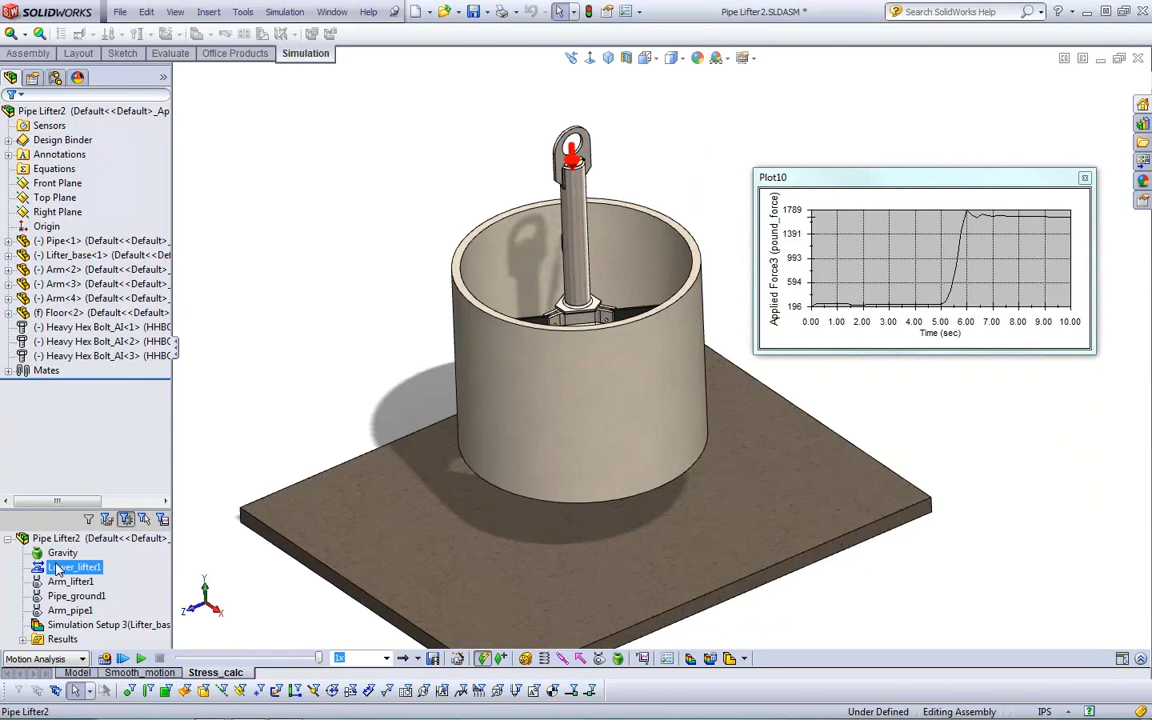 SOLIDWORKS File Edit View Insert Tools Simulation Window Help Pipe Lifter2.SLDASM * Search SolidWorks Help
Assembly Layout Sketch Evaluate Office Products Simulation
Pipe Lifter2 (Default<<Default>_Ap
Sensors
Design Binder
Annotations
Equations
Front Plane
Top Plane
Right Plane
Origin
(-) Pipe<1> (Default<<Default>_
(-) Lifter_base<1> (Default<<D
(-) Arm<2> (Default<<Default>_
(-) Arm<3> (Default<<Default>_
(-) Arm<4> (Default<<Default>_
(f) Floor<2> (Default<<Default>
(-) Heavy Hex Bolt_AI<1> (HHBC
(-) Heavy Hex Bolt_AI<2> (HHBC
(-) Heavy Hex Bolt_AI<3> (HHBC
Mates
Plot10
Applied Force3 (pound_force)
1789
1391
993
594
196
0.00 1.00 2.00 3.00 4.00 5.00 6.00 7.00 8.00 9.00 10.00
Time (sec)
Y
Z
X
Pipe Lifter2 (Default<<Default>_
Gravity
_lifter1
Arm_lifter1
Pipe_ground1
Arm_pipe1
Simulation Setup 3(Lifter_bas
Results
Motion Analysis 1x
Model Smooth_motion Stress_calc
Pipe Lifter2 Under Defined Editing Assembly IPS